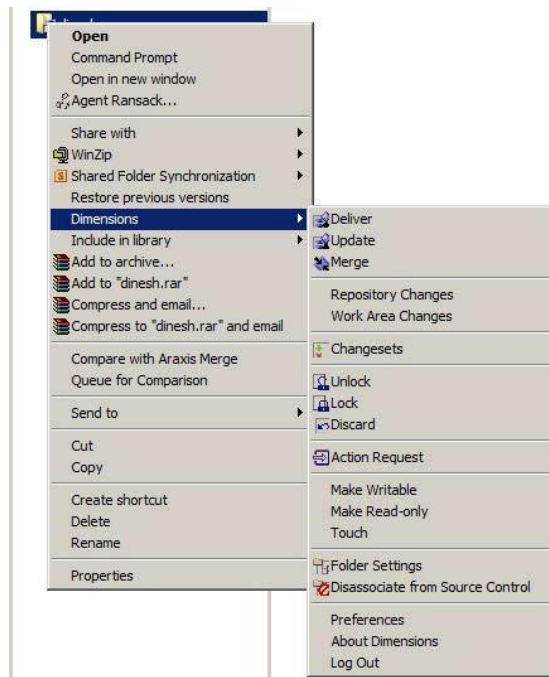 Open
Command Prompt
Open in new window
Agent Ransack...
Share with
WinZip
Shared Folder Synchronization
Restore previous versions
Dimensions
Include in library
Add to archive...
Add to "dinesh.rar"
Compress and email...
Compress to "dinesh.rar" and email
Compare with Araxis Merge
Queue for Comparison
Send to
Cut
Copy
Create shortcut
Delete
Rename
Properties
Deliver
Update
Merge
Repository Changes
Work Area Changes
Changesets
Unlock
Lock
Discard
Action Request
Make Writable
Make Read-only
Touch
Folder Settings
Disassociate from Source Control
Preferences
About Dimensions
Log Out